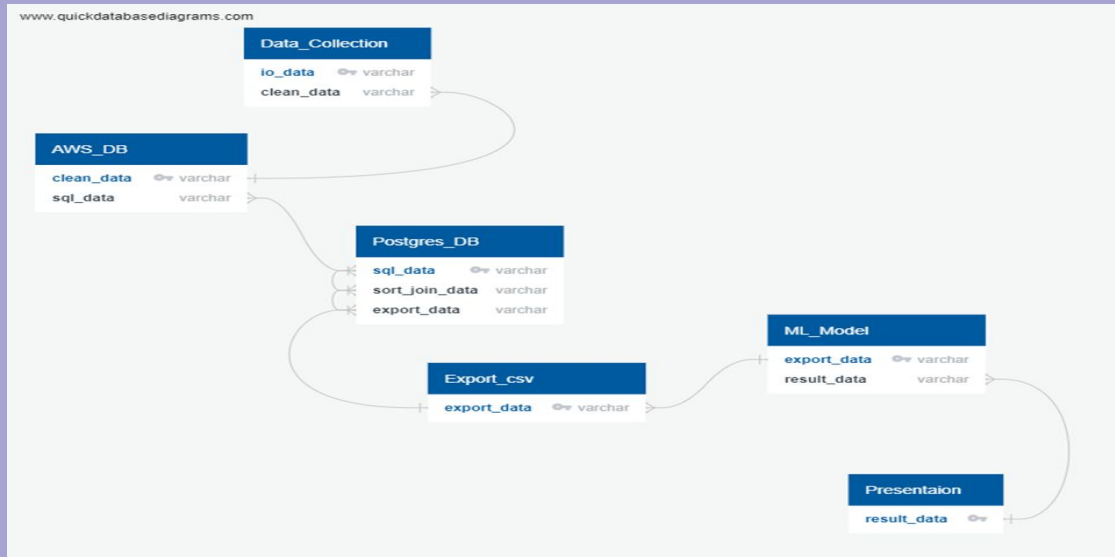 www.quickdatabasediagrams.com
Data_Collection
io_data varchar
clean_data varchar
AWS_DB
clean_data varchar
sql_data varchar
Postgres_DB
sql_data varchar
sort_join_data varchar
export_data varchar
ML_Model
export_data varchar
result_data varchar
Export_csv
export_data varchar
Presentaion
result_data